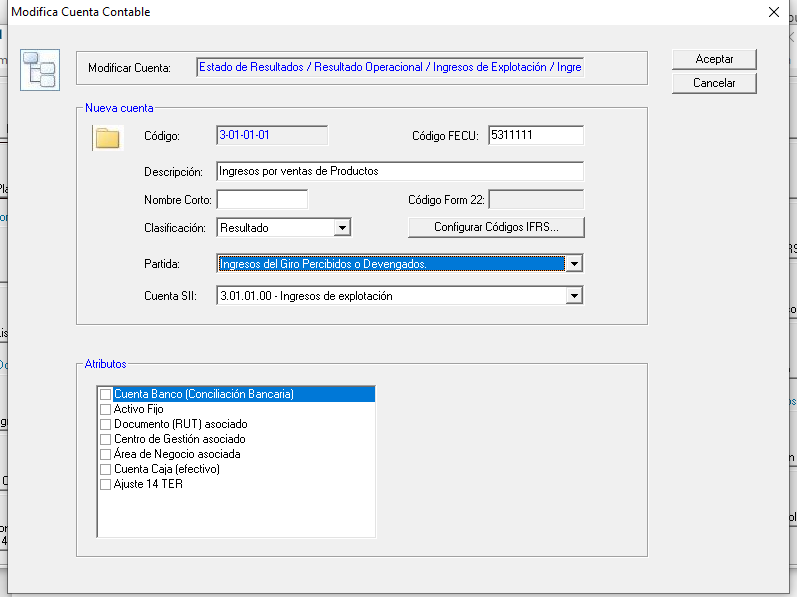 Modifica Cuenta Contable
Modificar Cuenta: Estado de Resultados / Resultado Operacional / Ingresos de Explotación / Ingre
Aceptar
Cancelar
Nueva cuenta
Código: 3-01-01-01 Código FECU: 5311111
Descripción: Ingresos por ventas de Productos
Nombre Corto: Código Form 22:
Clasificación: Resultado Configurar Códigos IFRS...
Partida: Ingresos del Giro Percibidos o Devengados.
Cuenta SII: 3.01.01.00 - Ingresos de explotación
Atributos
Cuenta Banco (Conciliación Bancaria)
Activo Fijo
Documento (RUT) asociado
Centro de Gestión asociado
Área de Negocio asociada
Cuenta Caja (efectivo)
Ajuste 14 TER